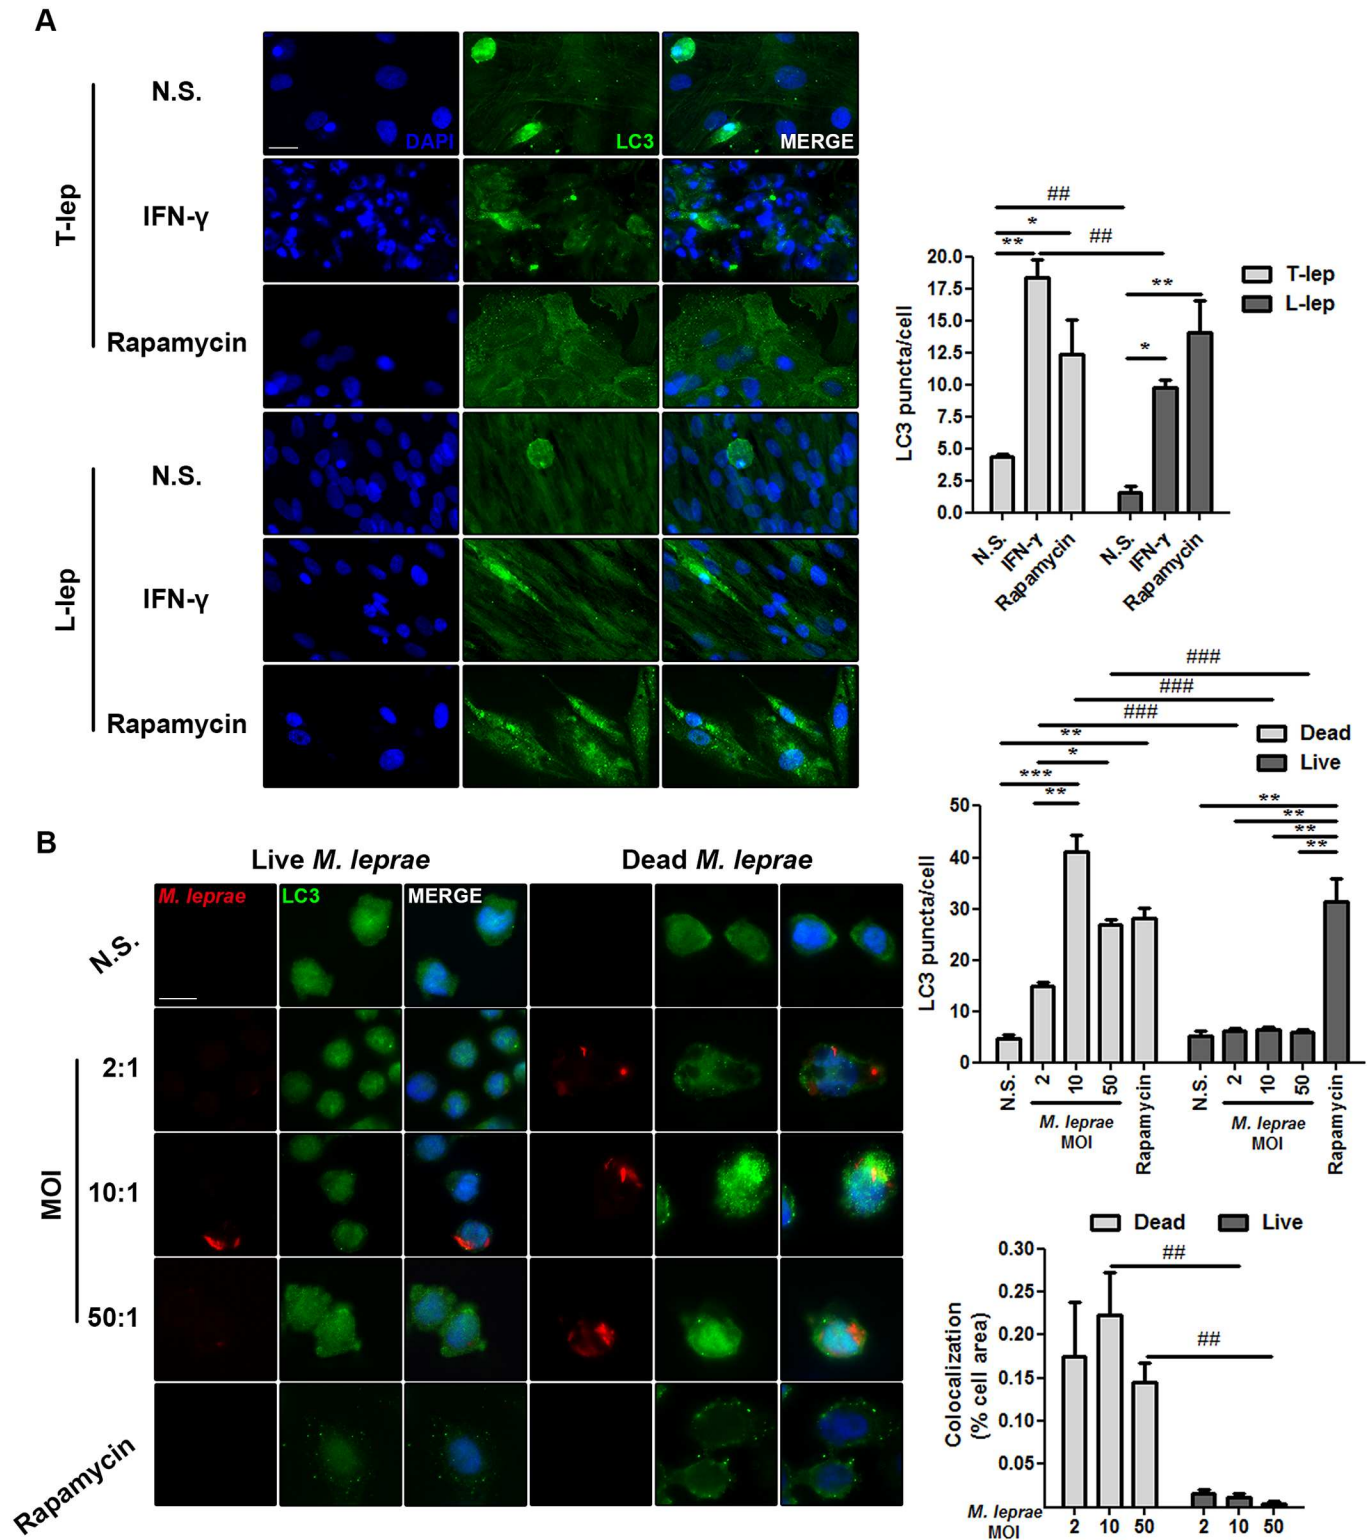 A
T-lep
N.S.
DAPI
LC3
MERGE
IFN-γ
Rapamycin
L-lep
N.S.
IFN-γ
Rapamycin
##
*
**
##
**
*
T-lep
L-lep
LC3 puncta/cell
20.0
17.5
15.0
12.5
10.0
7.5
5.0
2.5
0.0
N.S.
IFN-γ
Rapamycin
N.S.
IFN-γ
Rapamycin
B
Live M. leprae
Dead M. leprae
M. leprae
LC3
MERGE
N.S.
MOI
2:1
10:1
50:1
Rapamycin
###
###
###
**
*
***
**
**
**
**
**
Dead
Live
LC3 puncta/cell
50
40
30
20
10
0
N.S.
2
10
50
Rapamycin
N.S.
2
10
50
Rapamycin
M. leprae
MOI
M. leprae
MOI
Dead
Live
##
##
Colocalization
(% cell area)
0.30
0.25
0.20
0.15
0.10
0.05
M. leprae
MOI
2 10 50 2 10 50